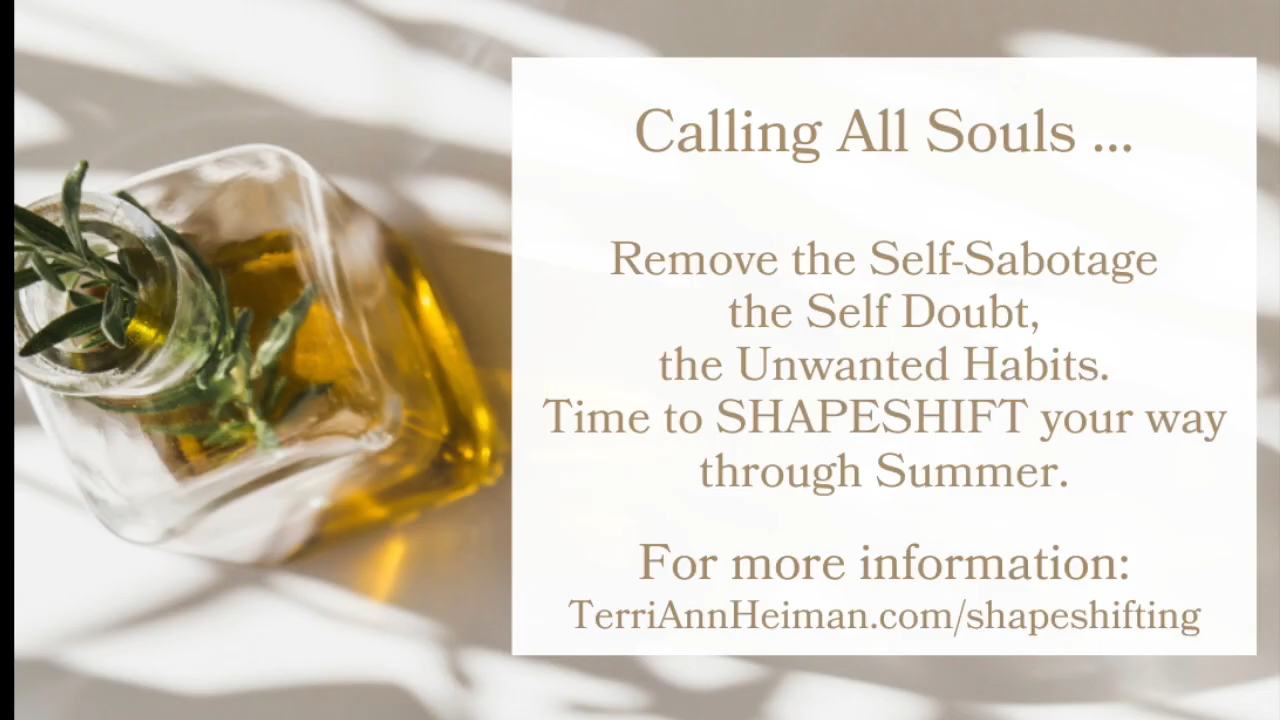 Calling All Souls ...
Remove the Self-Sabotage
the Self Doubt,
the Unwanted Habits.
Time to SHAPESHIFT your way
through Summer.
For more information:
TerriAnnHeiman.com/shapeshifting